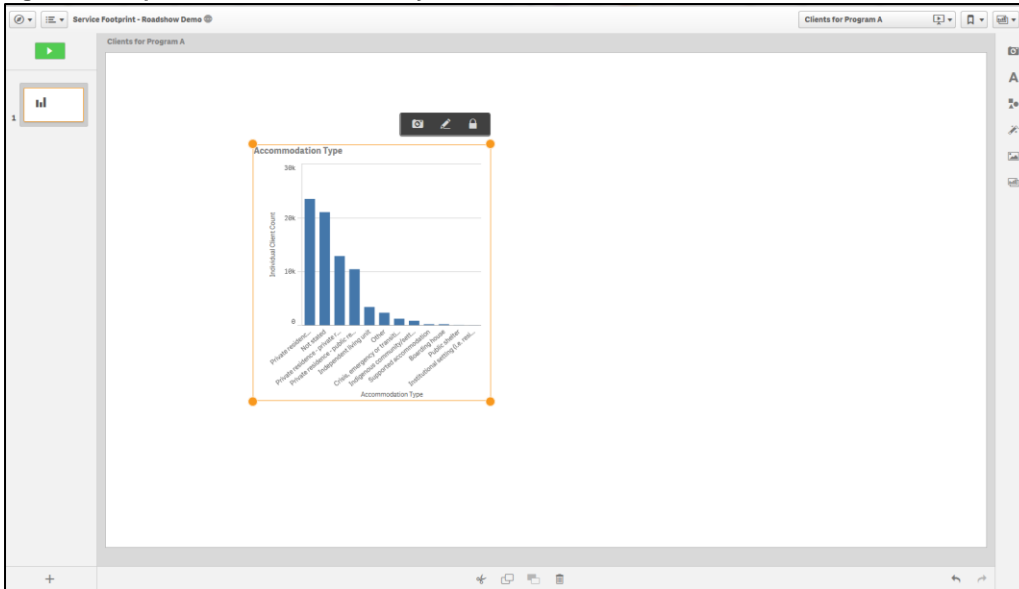 Service Footprint - Roadshow Demo
Clients for Program A
Clients for Program A
1
A
Accommodation Type
30k
20k
10k
0
Individual Client Count
Private residenc...
Not stated
Private residence - private r...
Private residence - public re...
Independent living unit
Other
Crisis, emergency or transiti...
Indigenous community/sett...
Supported accommodation
Boarding house
Public shelter
Institutional setting (i.e. resi...
Accommodation Type